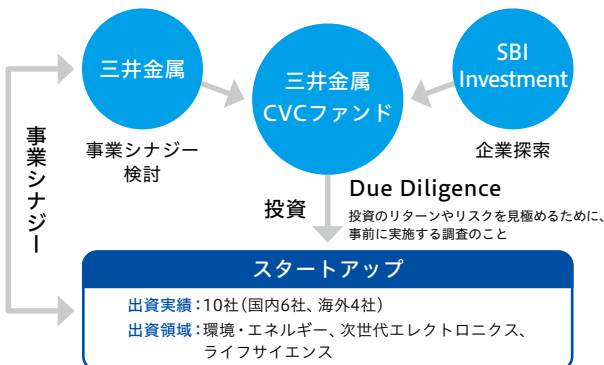 三井金属
三井金属
CVCファンド
SBI
Investment
事業シナジー
検討
企業探索
事業シナジー
投資
Due Diligence
投資のリターンやリスクを見極めるために、
事前に実施する調査のこと
スタートアップ
出資実績：10社（国内6社、海外4社）
出資領域：環境・エネルギー、次世代エレクトロニクス、
ライフサイエンス